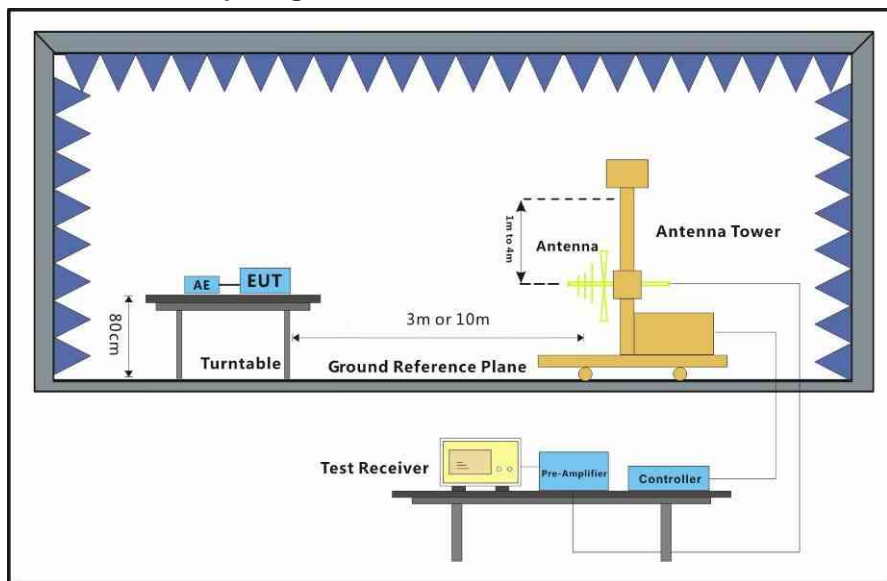 1m to 4m
Antenna
Antenna Tower
AE
EUT
80cm
3m or 10m
Turntable
Ground Reference Plane
Test Receiver
Pre-Amplifier
Controller